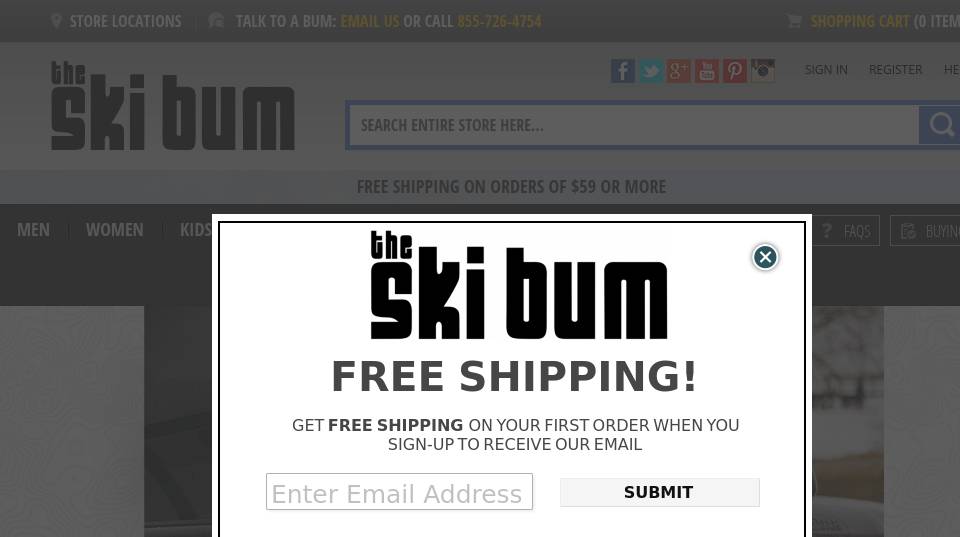 STORE LOCATIONS
TALK TO A BUM: EMAIL US OR CALL 855-726-4754
SHOPPING CART (0 ITEM
the ski bum
SIGN IN
REGISTER
SEARCH ENTIRE STORE HERE...
FREE SHIPPING ON ORDERS OF $59 OR MORE
MEN
WOMEN
KIDS
FAQS
the ski bum
FREE SHIPPING!
GET FREE SHIPPING ON YOUR FIRST ORDER WHEN YOU
SIGN-UP TO RECEIVE OUR EMAIL
Enter Email Address
SUBMIT